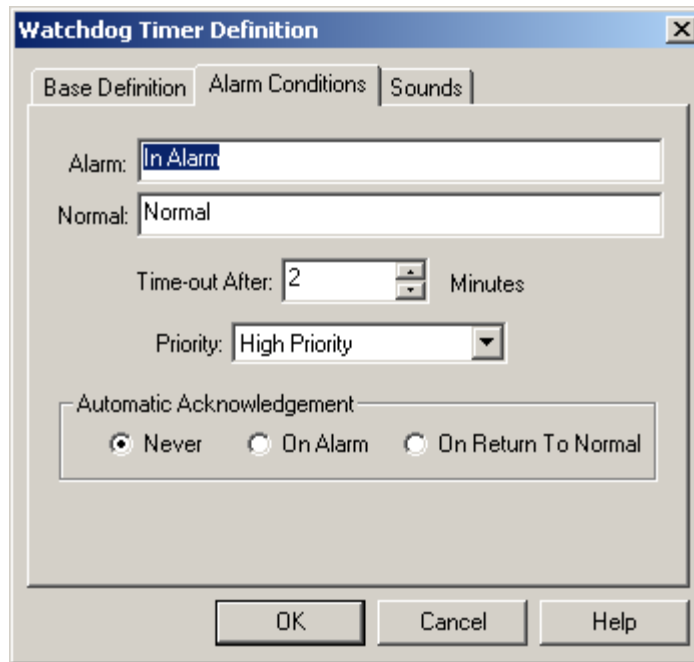 Watchdog Timer Definition
Base Definition Alarm Conditions Sounds
Alarm: In Alarm
Normal: Normal
Time-out After: 2 Minutes
Priority: High Priority
Automatic Acknowledgement
Never On Alarm On Return To Normal
OK Cancel Help